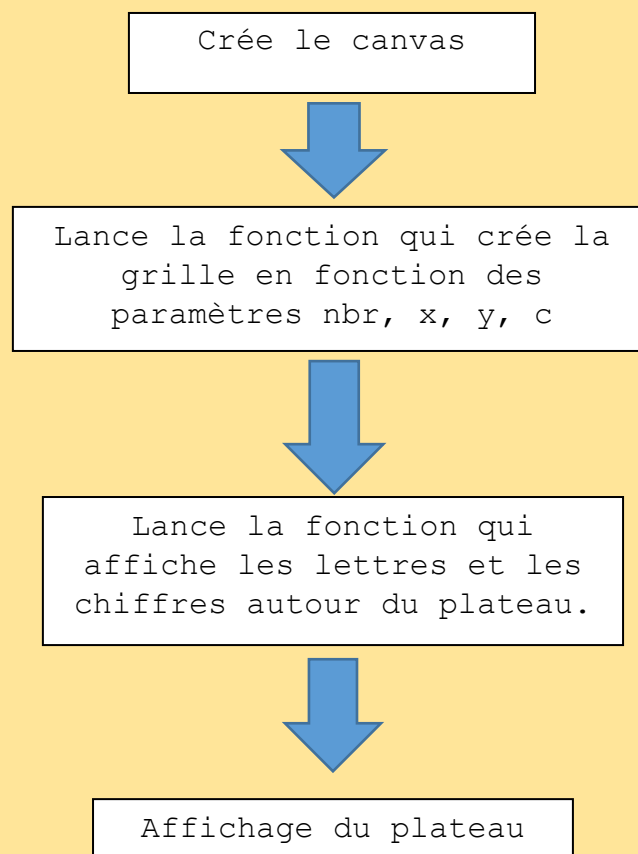 Crée le canvas
Lance la fonction qui crée la
grille en fonction des
paramètres nbr, x, y, c
Lance la fonction qui
affiche les lettres et les
chiffres autour du plateau.
Affichage du plateau